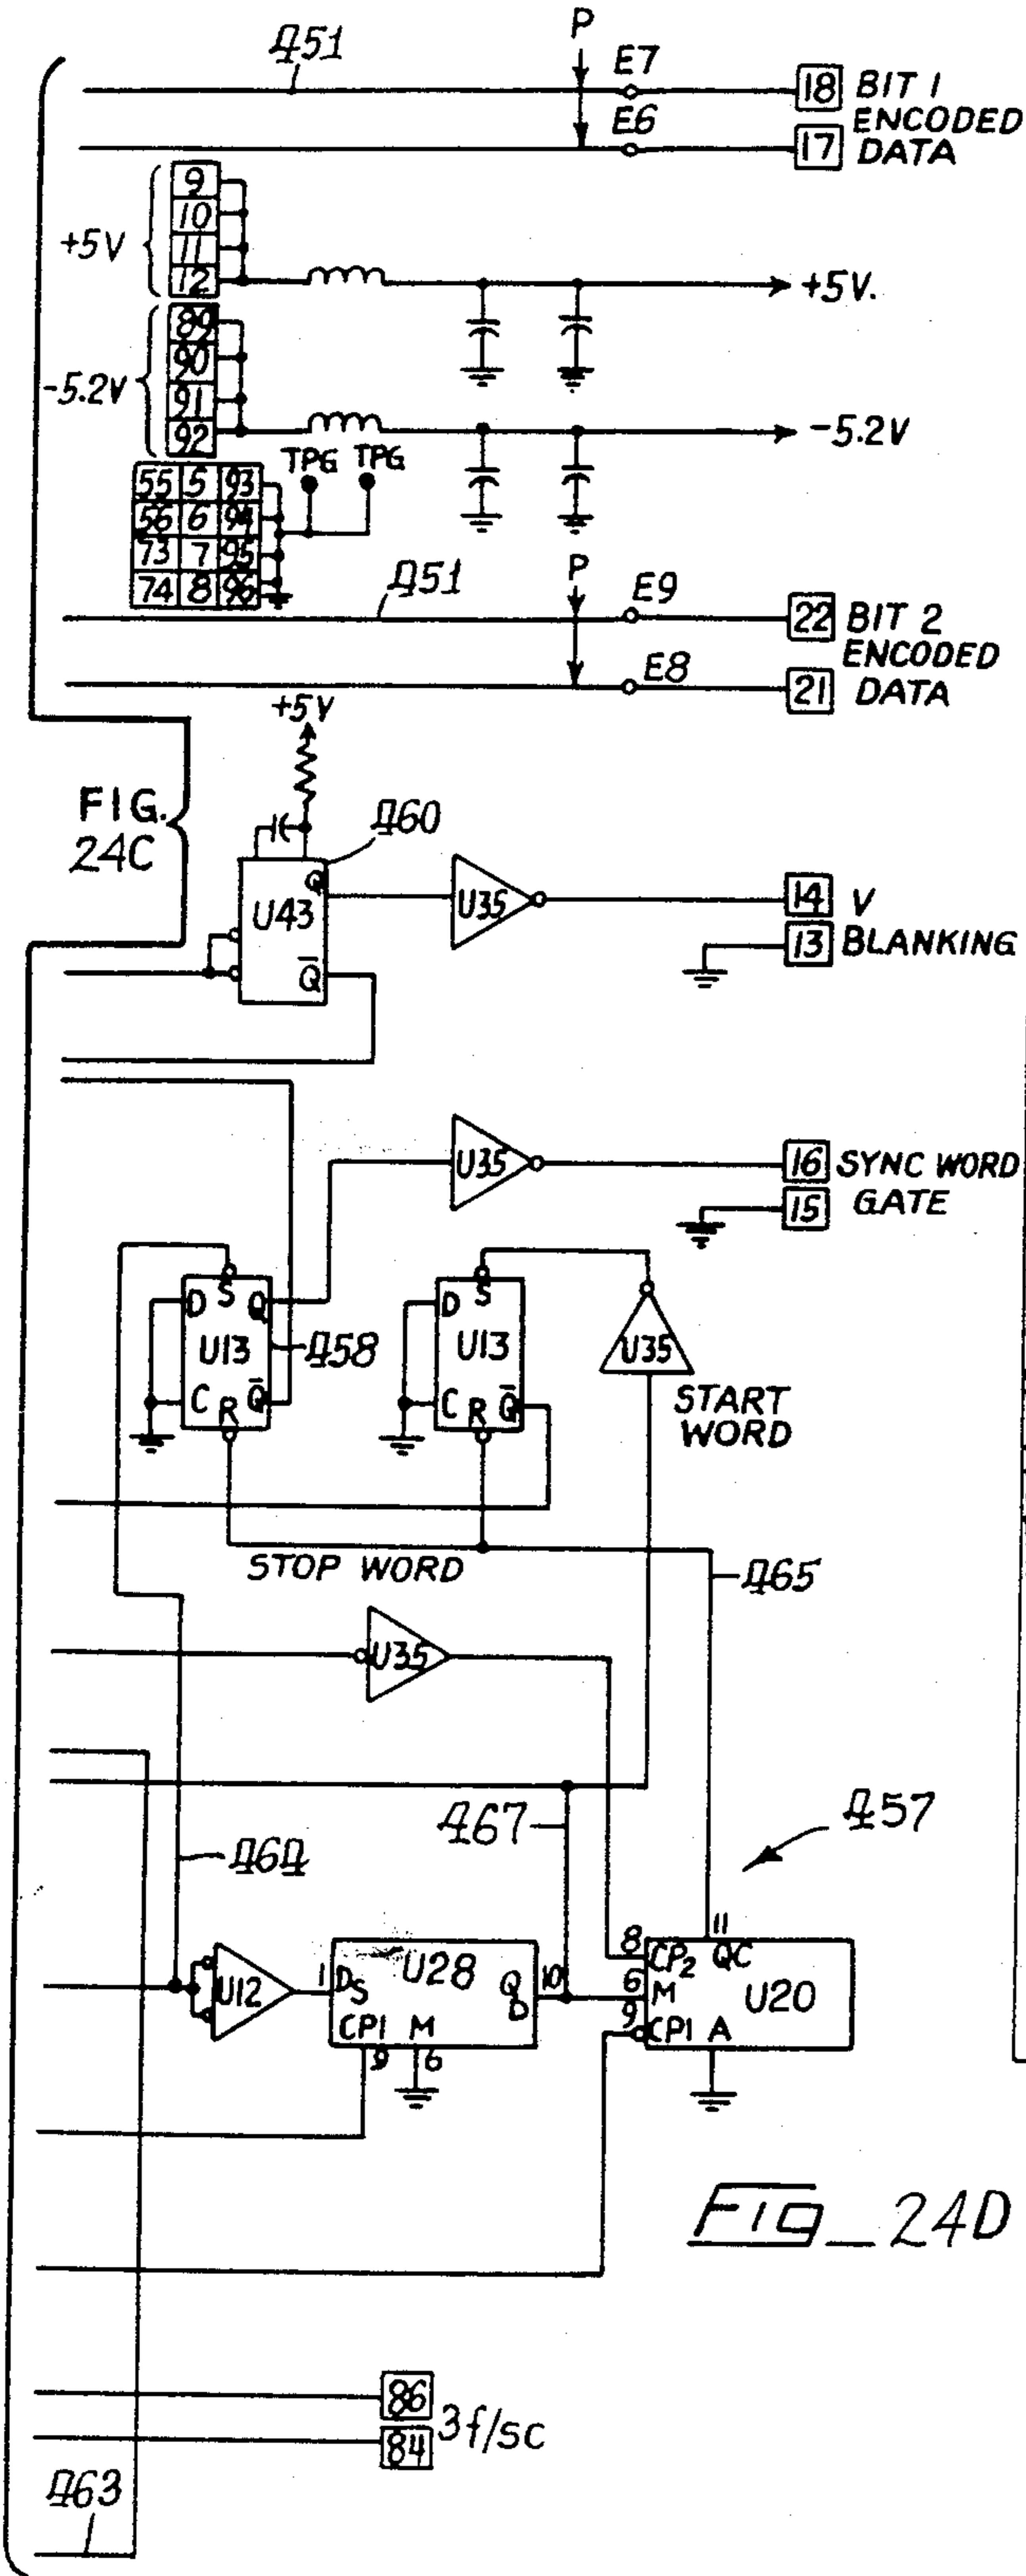 451
P
E7
18 BIT 1
ENCODED
E6
17 DATA
9
10
+5V
11
12
+5V.
89
90
-5.2V
91
92
-5.2V
TPG TPG
55 5 93
56 6 94
73 7 95
74 8 96
451
P
E9
22 BIT 2
ENCODED
E8
21 DATA
+5V
FIG.
24C
460
Q
U43
Q̅
U35
14 V
13 BLANKING
U35
16 SYNC WORD
15 GATE
S
D Q
U13
458
C R Q̅
S
D
U13
C R Q̅
U35
START
WORD
STOP WORD
465
U35
467
457
464
U12
1 DS U28 Q
D 10
CP1 M
9 6
11
8 CP2 QC
6 M U20
9 CP1 A
Fig_24D
86
3f/sc
84
463